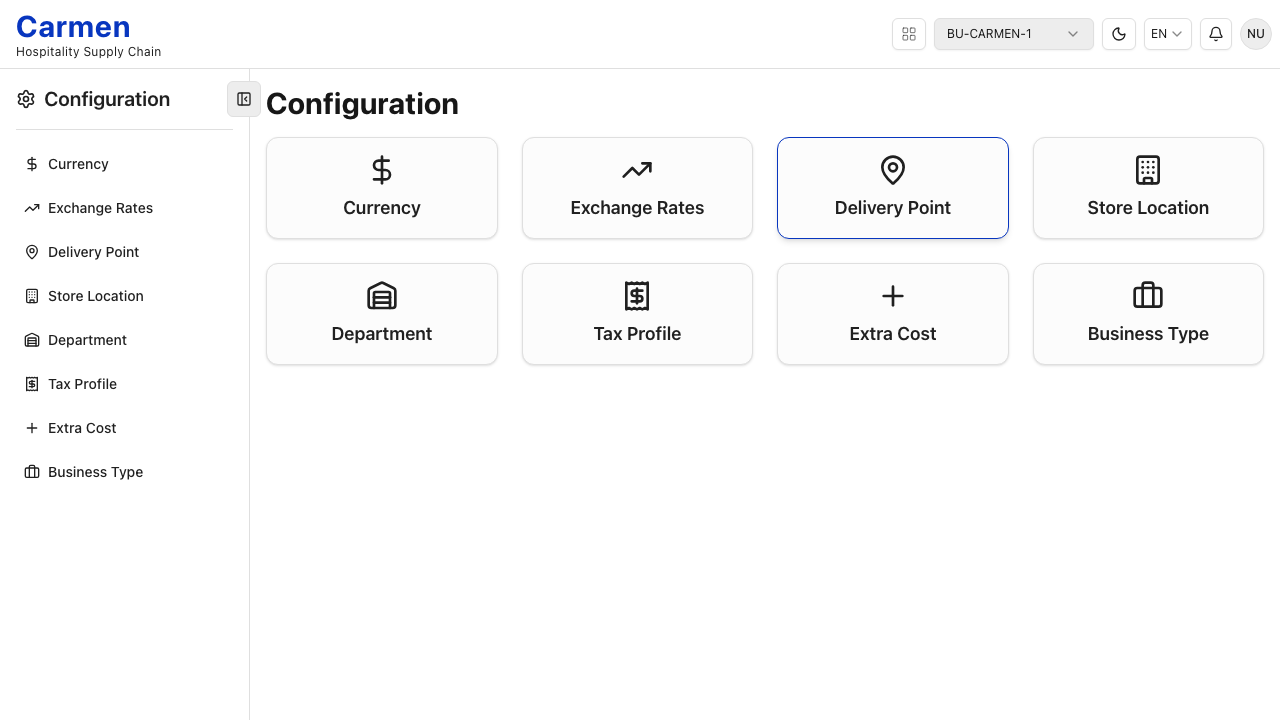 Carmen
Hospitality Supply Chain
BU-CARMEN-1
EN
NU
Configuration
Currency
Exchange Rates
Delivery Point
Store Location
Department
Tax Profile
Extra Cost
Business Type
Configuration
Currency
Exchange Rates
Delivery Point
Store Location
Department
Tax Profile
Extra Cost
Business Type